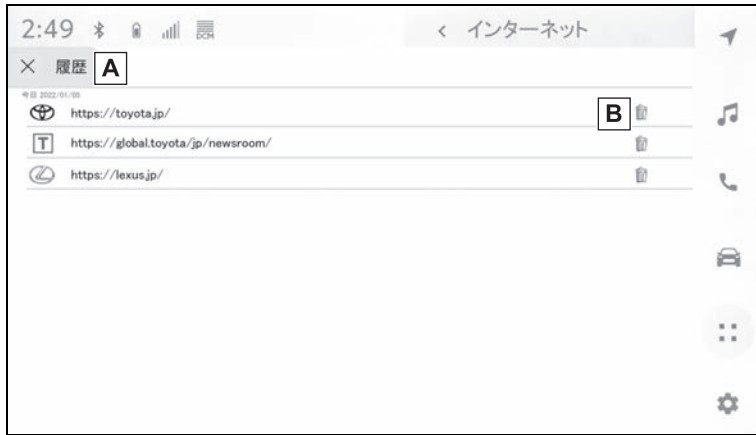 2:49 DCM < インターネット
× 履歴 A
今日 2022/01/05
https://toyota.jp/ B
T https://global.toyota/jp/newsroom/
https://lexus.jp/